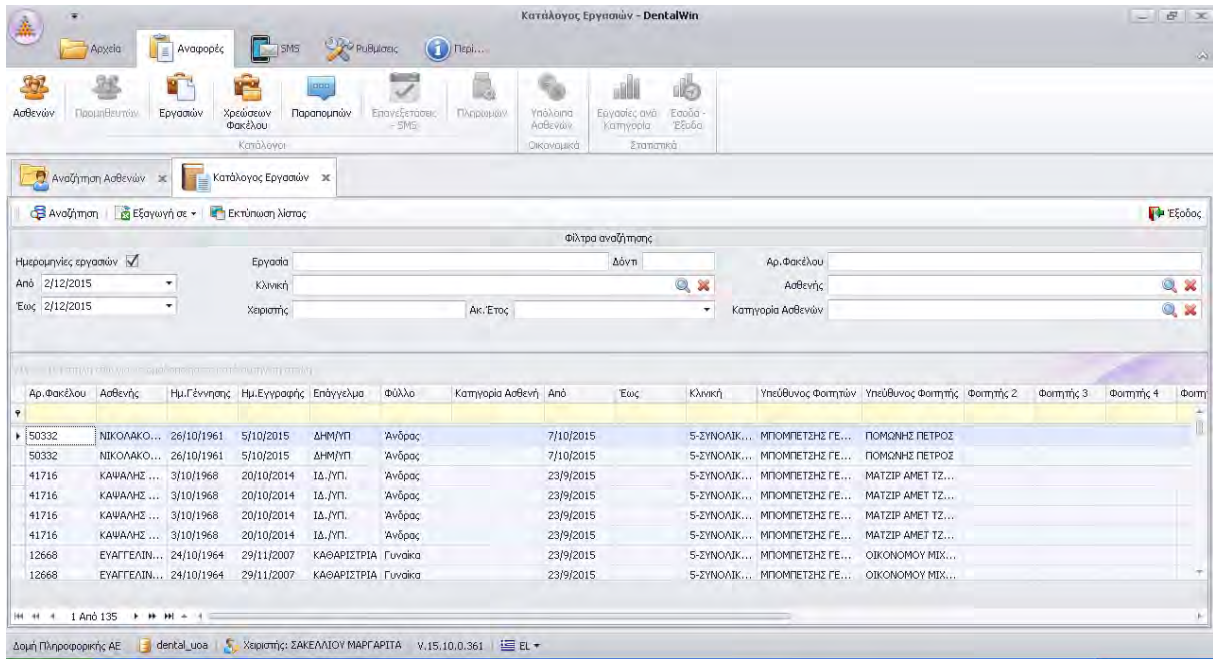 Κατάλογος Εργασιών - DentalWin
Αρχεία Αναφορές SMS Ρυθμίσεις Περί...
Ασθενών Προμηθευτών Εργασιών Χρεώσεων Φακέλου Παραπομπών Επανεξετάσεις - SMS Πληρωμών Υπόλοιπα Ασθενών Εργασίες ανά Κατηγορία Έσοδα - Έξοδα
Κατάλογοι Οικονομικά Στατιστικά
Αναζήτηση Ασθενών Κατάλογος Εργασιών
Αναζήτηση Εξαγωγή σε Εκτύπωση λίστας Έξοδος
Φίλτρα αναζήτησης
Ημερομηνίες εργασιών Εργασία Δόντι Αρ.Φακέλου
Από 2/12/2015 Κλινική Ασθενής
Έως 2/12/2015 Χειριστής Ακ.Έτος Κατηγορία Ασθενών
Αρ.Φακέλου Ασθενής Ημ.Γέννησης Ημ.Εγγραφής Επάγγελμα Φύλλο Κατηγορία Ασθενή Από Έως Κλινική Υπεύθυνος Φοιτητών Υπεύθυνος Φοιτητής Φοιτητής 2 Φοιτητής 3 Φοιτητής 4 Φοιτη
50332 ΝΙΚΟΛΑΚΟ... 26/10/1961 5/10/2015 ΔΗΜ/ΥΠ Άνδρας 7/10/2015 5-ΣΥΝΟΛΙΚ... ΜΠΟΜΠΕΤΣΗΣ ΓΕ... ΠΟΜΩΝΗΣ ΠΕΤΡΟΣ
50332 ΝΙΚΟΛΑΚΟ... 26/10/1961 5/10/2015 ΔΗΜ/ΥΠ Άνδρας 7/10/2015 5-ΣΥΝΟΛΙΚ... ΜΠΟΜΠΕΤΣΗΣ ΓΕ... ΠΟΜΩΝΗΣ ΠΕΤΡΟΣ
41716 ΚΑΨΑΛΗΣ ... 3/10/1968 20/10/2014 ΙΔ./ΥΠ. Άνδρας 23/9/2015 5-ΣΥΝΟΛΙΚ... ΜΠΟΜΠΕΤΣΗΣ ΓΕ... ΜΑΤΖΙΡ ΑΜΕΤ ΤΖ...
41716 ΚΑΨΑΛΗΣ ... 3/10/1968 20/10/2014 ΙΔ./ΥΠ. Άνδρας 23/9/2015 5-ΣΥΝΟΛΙΚ... ΜΠΟΜΠΕΤΣΗΣ ΓΕ... ΜΑΤΖΙΡ ΑΜΕΤ ΤΖ...
41716 ΚΑΨΑΛΗΣ ... 3/10/1968 20/10/2014 ΙΔ./ΥΠ. Άνδρας 23/9/2015 5-ΣΥΝΟΛΙΚ... ΜΠΟΜΠΕΤΣΗΣ ΓΕ... ΜΑΤΖΙΡ ΑΜΕΤ ΤΖ...
41716 ΚΑΨΑΛΗΣ ... 3/10/1968 20/10/2014 ΙΔ./ΥΠ. Άνδρας 23/9/2015 5-ΣΥΝΟΛΙΚ... ΜΠΟΜΠΕΤΣΗΣ ΓΕ... ΜΑΤΖΙΡ ΑΜΕΤ ΤΖ...
12668 ΕΥΑΓΓΕΛΙΝ... 24/10/1964 29/11/2007 ΚΑΘΑΡΙΣΤΡΙΑ Γυναίκα 23/9/2015 5-ΣΥΝΟΛΙΚ... ΜΠΟΜΠΕΤΣΗΣ ΓΕ... ΟΙΚΟΝΟΜΟΥ ΜΙΧ...
12668 ΕΥΑΓΓΕΛΙΝ... 24/10/1964 29/11/2007 ΚΑΘΑΡΙΣΤΡΙΑ Γυναίκα 23/9/2015 5-ΣΥΝΟΛΙΚ... ΜΠΟΜΠΕΤΣΗΣ ΓΕ... ΟΙΚΟΝΟΜΟΥ ΜΙΧ...
1 Από 135
Δομή Πληροφορικής ΑΕ dental_uoa Χειριστής: ΣΑΚΕΛΛΙΟΥ ΜΑΡΓΑΡΙΤΑ V.15.10.0.361 EL